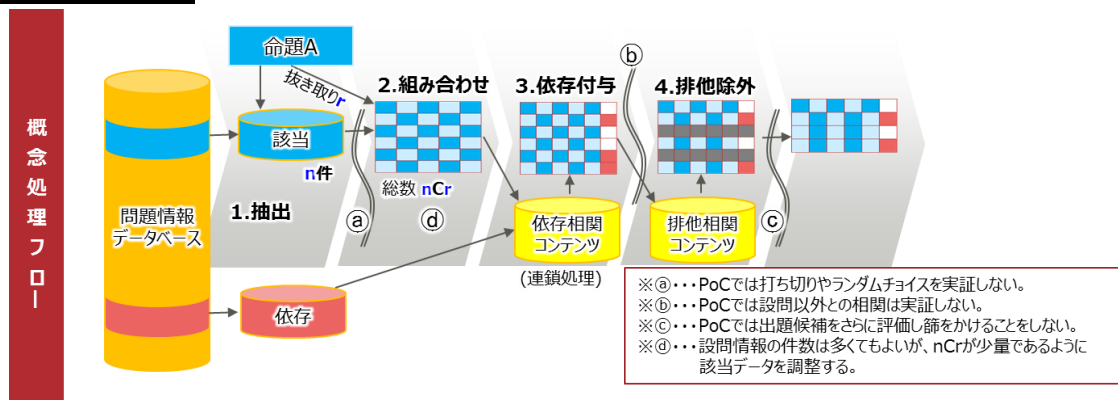 概念処理フロー
命題A
抜き取りr
該当
n件
1.抽出
問題情報
データベース
依存
2.組み合わせ
総数 nCr
ⓐ
ⓓ
3.依存付与
依存相関
コンテンツ
(連鎖処理)
ⓑ
4.排他除外
排他相関
コンテンツ
ⓒ
※ⓐ・・・PoCでは打ち切りやランダムチョイスを実証しない。
※ⓑ・・・PoCでは設問以外との相関は実証しない。
※ⓒ・・・PoCでは出題候補をさらに評価し篩をかけることをしない。
※ⓓ・・・設問情報の件数は多くてもよいが、nCrが少量であるように
該当データを調整する。